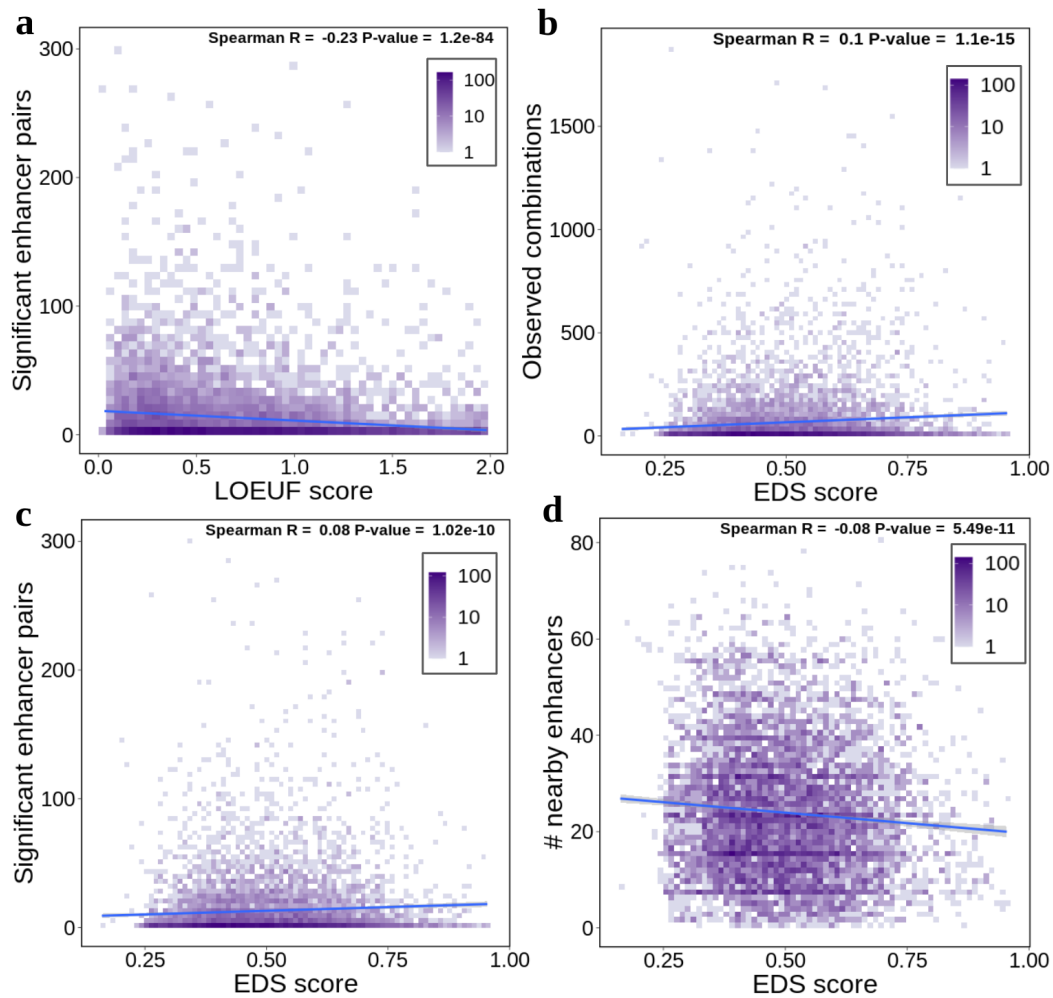 a
Spearman R = -0.23 P-value = 1.2e-84
300
200
100
0
Significant enhancer pairs
100
10
1
0.0 0.5 1.0 1.5 2.0
LOEUF score
b
Spearman R = 0.1 P-value = 1.1e-15
1500
1000
500
0
Observed combinations
100
10
1
0.25 0.50 0.75 1.00
EDS score
c
Spearman R = 0.08 P-value = 1.02e-10
300
200
100
0
Significant enhancer pairs
100
10
1
0.25 0.50 0.75 1.00
EDS score
d
Spearman R = -0.08 P-value = 5.49e-11
80
60
40
20
0
# nearby enhancers
100
10
1
0.25 0.50 0.75 1.00
EDS score